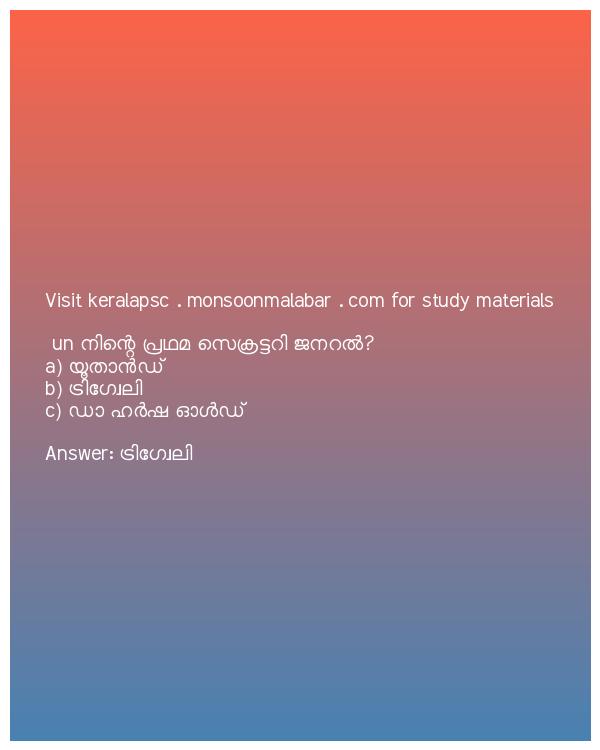 Visit keralapsc . monsoonmalabar . com for study materials
un നിന്റെ പ്രഥമ സെക്രട്ടറി ജനറൽ?
a) യൂതാൻഡ്
b) ട്രിഗ്വേലി
c) ഡാ ഹർഷ ഓൾഡ്
Answer: ട്രിഗ്വേലി